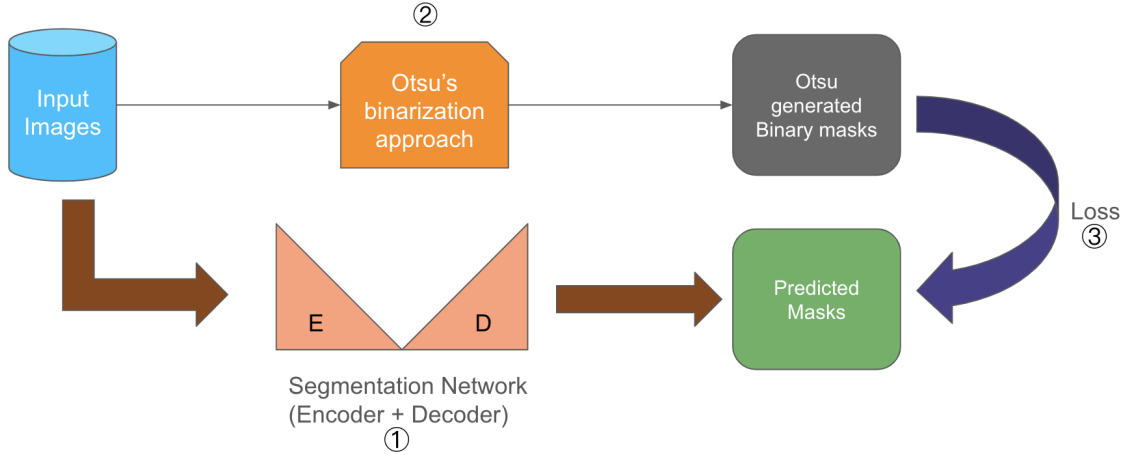 ②
Input
Images
Otsu's
binarization
approach
Otsu
generated
Binary masks
Loss
③
E
D
Predicted
Masks
Segmentation Network
(Encoder + Decoder)
①